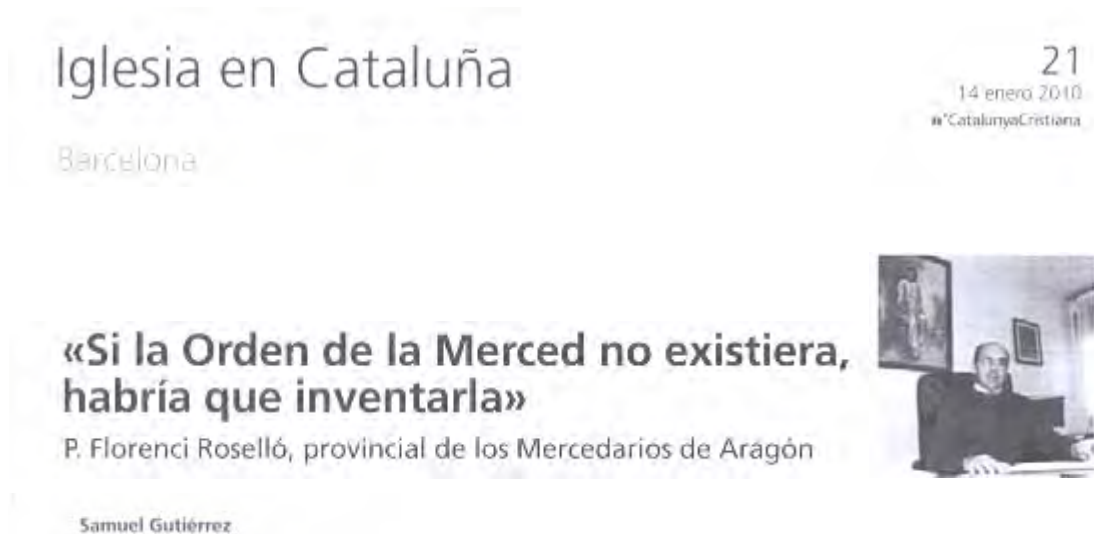 Iglesia en Cataluña
21
14 enero 2010
CatalunyaCristiana
Barcelona
«Si la Orden de la Merced no existiera,
habría que inventarla»
P. Florenci Roselló, provincial de los Mercedarios de Aragón
Samuel Gutiérrez